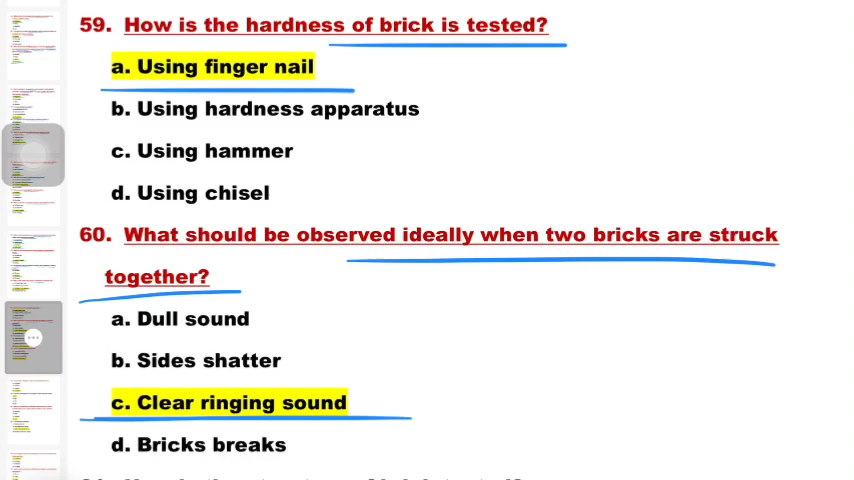 59. How is the hardness of brick is tested?
a. Using finger nail
b. Using hardness apparatus
c. Using hammer
d. Using chisel
60. What should be observed ideally when two bricks are struck
together?
a. Dull sound
b. Sides shatter
c. Clear ringing sound
d. Bricks breaks